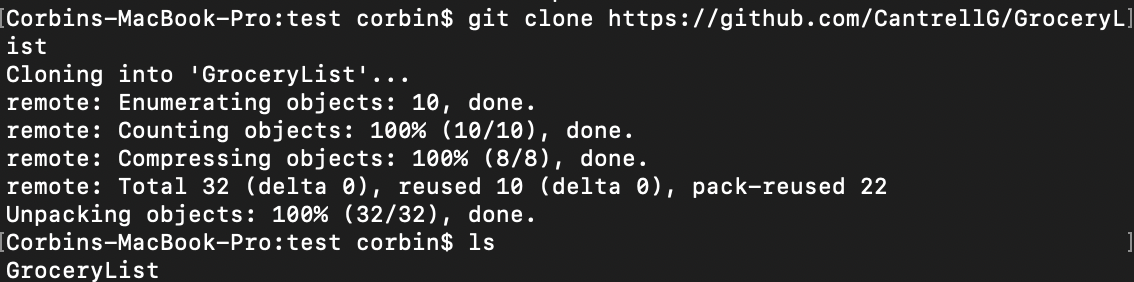 [Corbins-MacBook-Pro:test corbin$ git clone https://github.com/CantrellG/GroceryL]
ist
Cloning into 'GroceryList'...
remote: Enumerating objects: 10, done.
remote: Counting objects: 100% (10/10), done.
remote: Compressing objects: 100% (8/8), done.
remote: Total 32 (delta 0), reused 10 (delta 0), pack-reused 22
Unpacking objects: 100% (32/32), done.
[Corbins-MacBook-Pro:test corbin$ ls ]
GroceryList